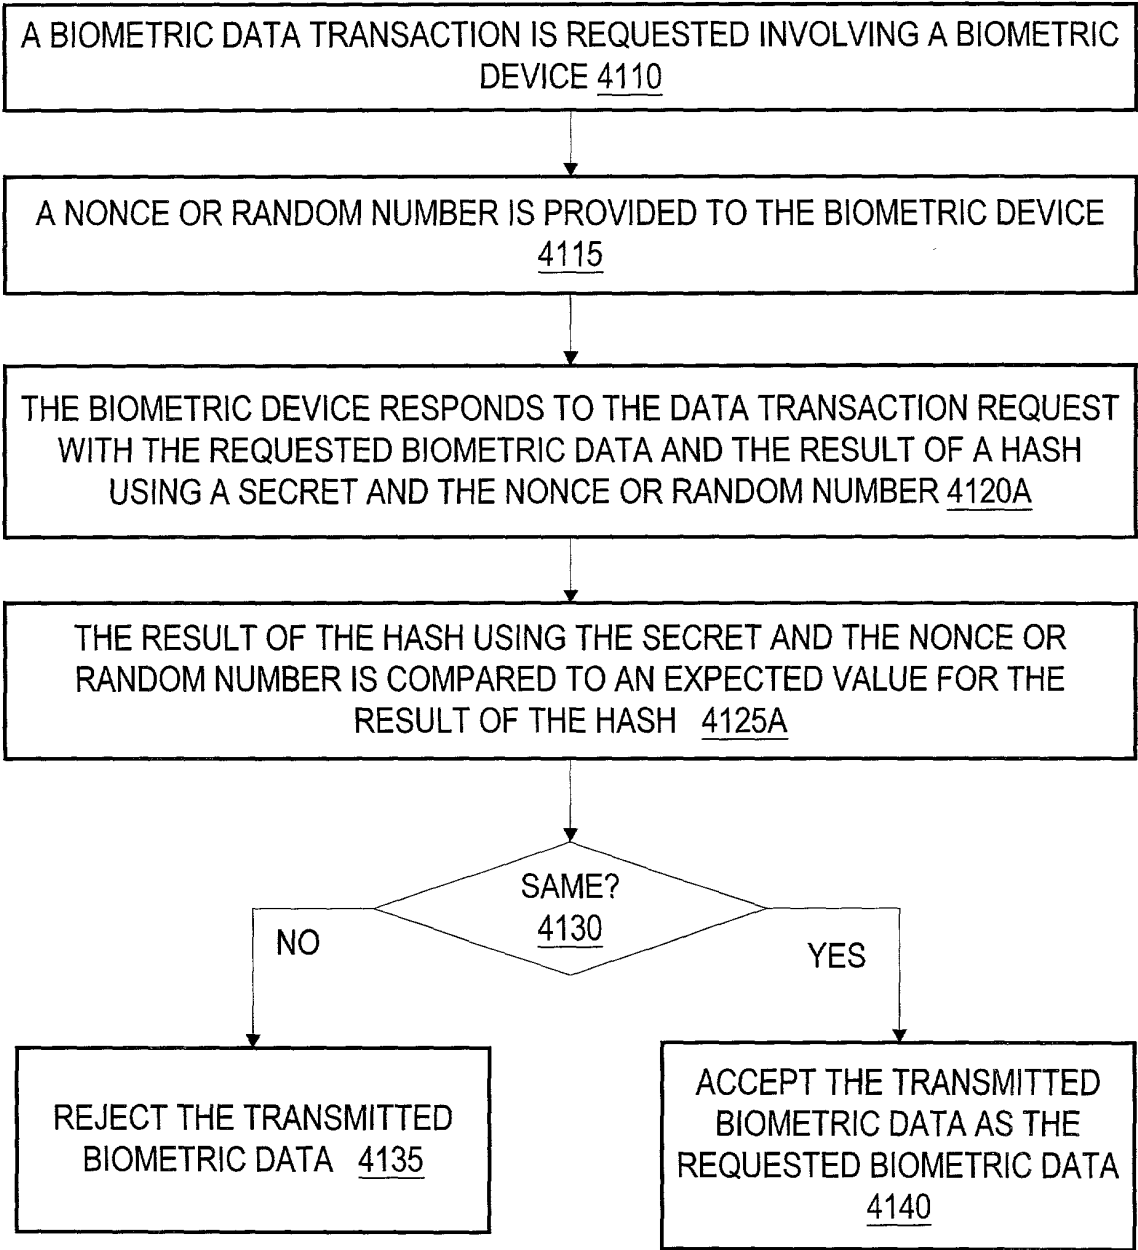 A BIOMETRIC DATA TRANSACTION IS REQUESTED INVOLVING A BIOMETRIC
DEVICE 4110
A NONCE OR RANDOM NUMBER IS PROVIDED TO THE BIOMETRIC DEVICE
4115
THE BIOMETRIC DEVICE RESPONDS TO THE DATA TRANSACTION REQUEST
WITH THE REQUESTED BIOMETRIC DATA AND THE RESULT OF A HASH
USING A SECRET AND THE NONCE OR RANDOM NUMBER 4120A
THE RESULT OF THE HASH USING THE SECRET AND THE NONCE OR
RANDOM NUMBER IS COMPARED TO AN EXPECTED VALUE FOR THE
RESULT OF THE HASH 4125A
SAME?
4130
NO
YES
REJECT THE TRANSMITTED
BIOMETRIC DATA 4135
ACCEPT THE TRANSMITTED
BIOMETRIC DATA AS THE
REQUESTED BIOMETRIC DATA
4140